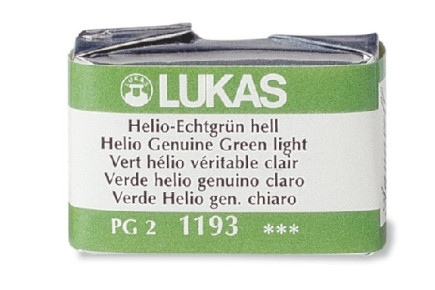 LUKAS
LUKAS
Helio-Echtgrün hell
Helio Genuine Green light
Vert hélio véritable clair
Verde helio genuino claro
Verde Helio gen. chiaro
PG 2 1193 ***